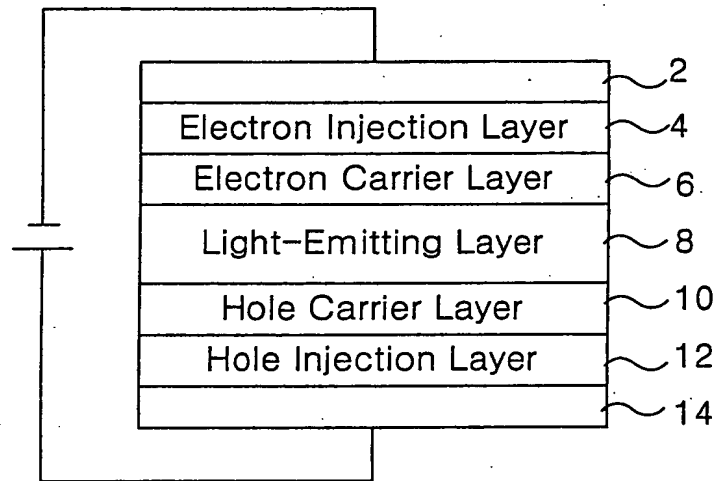 2
Electron Injection Layer 4
Electron Carrier Layer 6
Light-Emitting Layer 8
Hole Carrier Layer 10
Hole Injection Layer 12
14